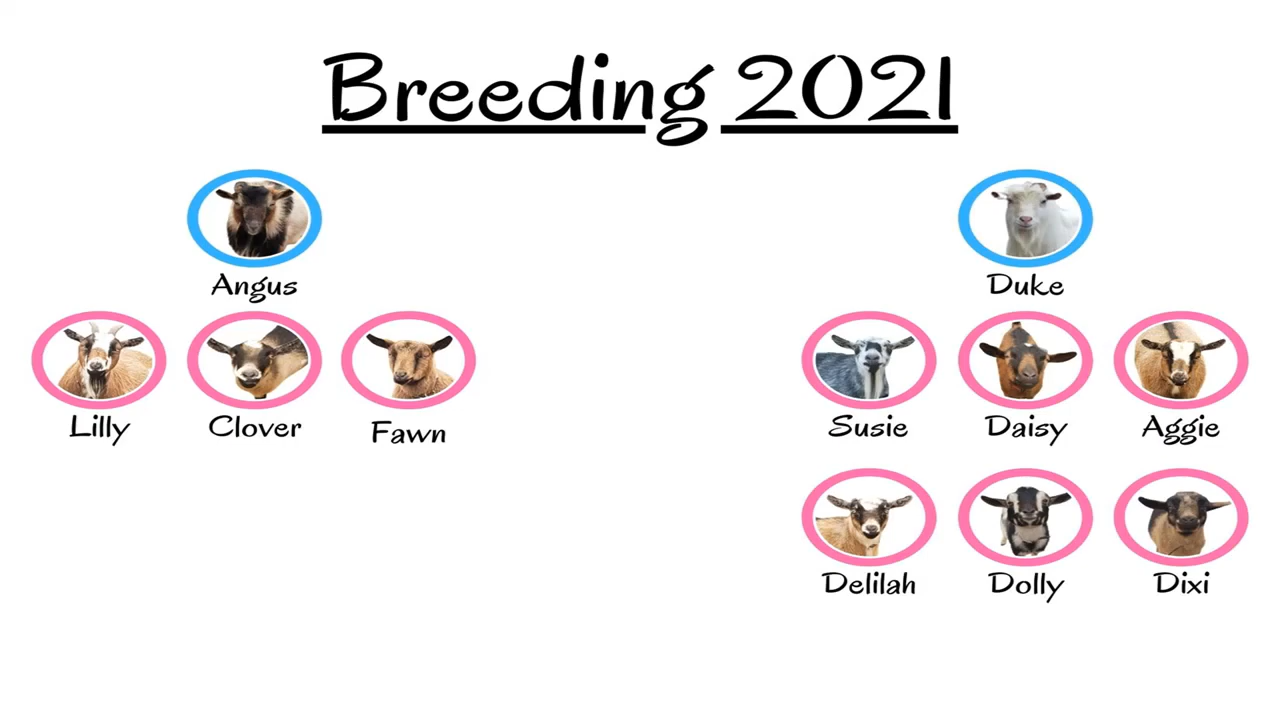 Breeding 2021
Angus
Duke
Lilly
Clover
Fawn
Susie
Daisy
Aggie
Delilah
Dolly
Dixi